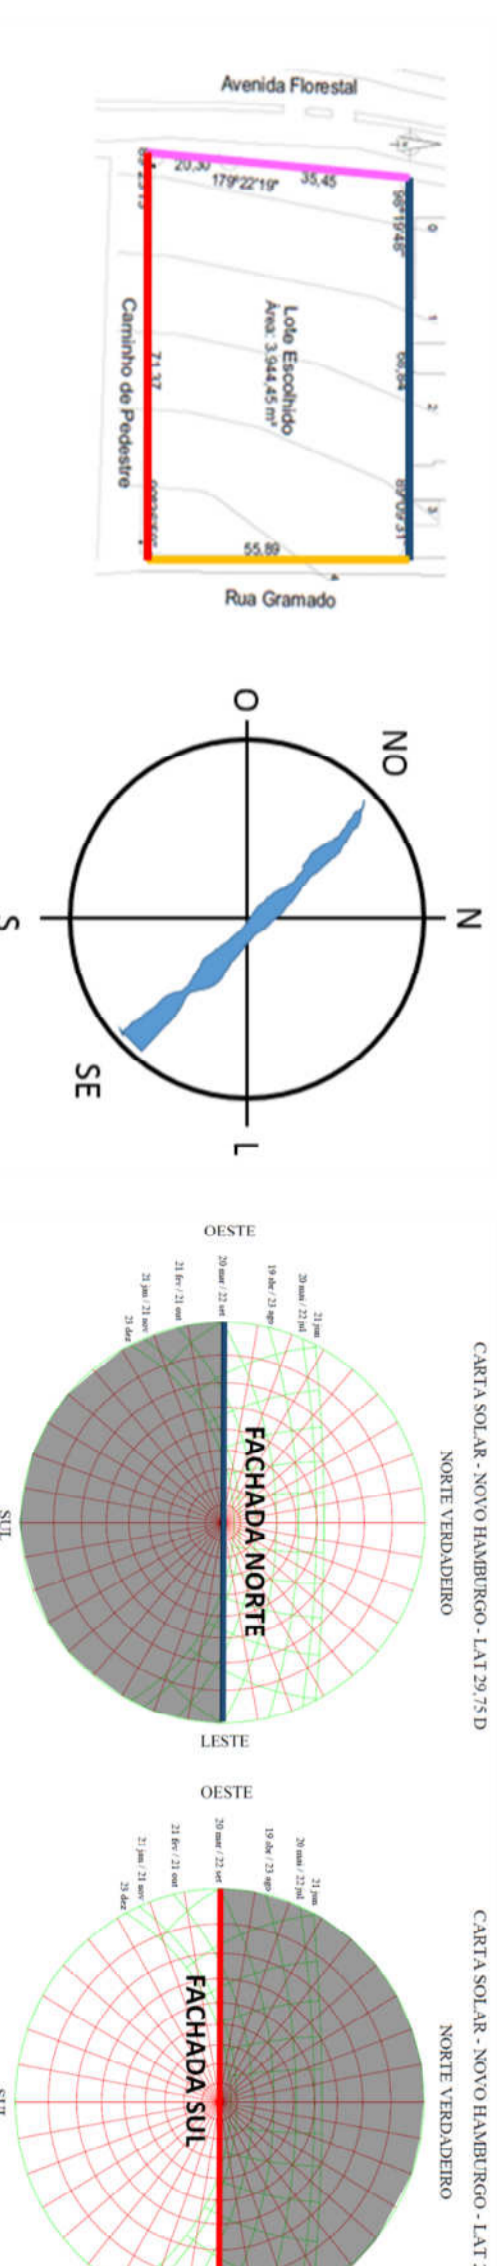 Avenida Florestal
20,30
179°22'19"
35,45
98°19'48"
0
1
2
3
4
Lote Escolhido
Área: 3.944,45 m²
71,37
Caminho de Pedestre
89°09'31"
55,89
Rua Gramado
N
NO
O
L
SE
S
CARTA SOLAR - NOVO HAMBURGO - LAT 29,75 D
NORTE VERDADEIRO
OESTE
21 jun
20 mai / 22 jul
19 abr / 23 ago
20 mar / 22 set
21 fev / 21 out
21 jan / 21 nov
23 dez
FACHADA NORTE
LESTE
SUL
CARTA SOLAR - NOVO HAMBURGO - LAT
NORTE VERDADEIRO
OESTE
21 jun
20 mai / 22 jul
19 abr / 23 ago
20 mar / 22 set
21 fev / 21 out
21 jan / 21 nov
23 dez
FACHADA SUL